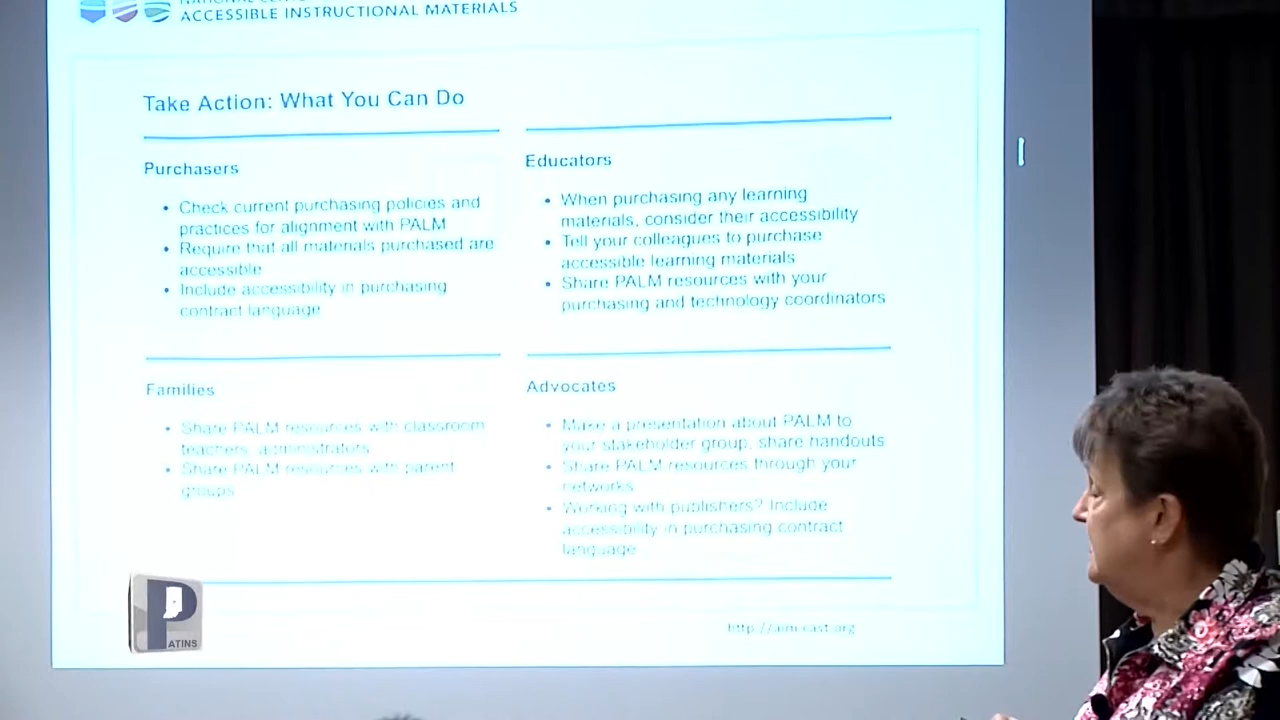 ACCESSIBLE INSTRUCTIONAL MATERIALS
Take Action: What You Can Do
Purchasers
• Check current purchasing policies and
practices for alignment with PALM
• Require that all materials purchased are
accessible
• Include accessibility in purchasing
contract language
Educators
• When purchasing any learning
materials, consider their accessibility
• Tell your colleagues to purchase
accessible learning materials
• Share PALM resources with your
purchasing and technology coordinators
Families
• Share PALM resources with classroom
teachers, administrators
• Share PALM resources with parent
groups
Advocates
• Make a presentation about PALM to
your stakeholder group, share handouts
• Share PALM resources through your
networks
• Working with publishers? Include
accessibility in purchasing contract
language
http://aim.cast.org
PATINS